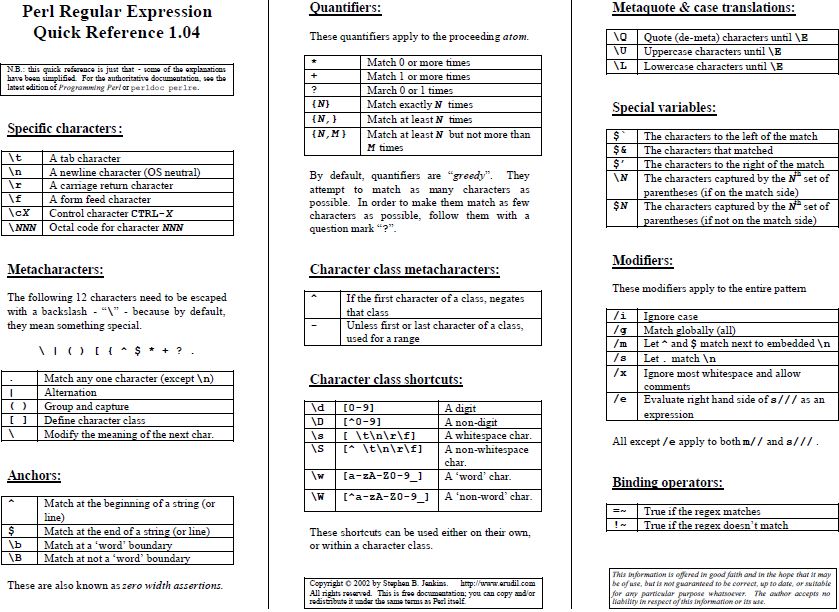 Perl Regular Expression
Quick Reference 1.04
N.B.: this quick reference is just that - some of the explanations
have been simplified. For the authoritative documentation, see the
latest edition of Programming Perl or perldoc perlre.
Specific characters:
\t A tab character
\n A newline character (OS neutral)
\r A carriage return character
\f A form feed character
\cX Control character CTRL-X
\NNN Octal code for character NNN
Metacharacters:
The following 12 characters need to be escaped
with a backslash - “\” - because by default,
they mean something special.
\ | ( ) [ { ^ $ * + ? .
. Match any one character (except \n)
| Alternation
( ) Group and capture
[ ] Define character class
\ Modify the meaning of the next char.
Anchors:
^ Match at the beginning of a string (or
line)
$ Match at the end of a string (or line)
\b Match at a ‘word’ boundary
\B Match at not a ‘word’ boundary
These are also known as zero width assertions.
Quantifiers:
These quantifiers apply to the proceeding atom.
* Match 0 or more times
+ Match 1 or more times
? March 0 or 1 times
{N} Match exactly N times
{N,} Match at least N times
{N,M} Match at least N but not more than
M times
By default, quantifiers are “greedy”. They
attempt to match as many characters as
possible. In order to make them match as few
characters as possible, follow them with a
question mark “?”.
Character class metacharacters:
^ If the first character of a class, negates
that class
- Unless first or last character of a class,
used for a range
Character class shortcuts:
\d [0-9] A digit
\D [^0-9] A non-digit
\s [ \t\n\r\f] A whitespace char.
\S [^ \t\n\r\f] A non-whitespace
char.
\w [a-zA-Z0-9_] A ‘word’ char.
\W [^a-zA-Z0-9_] A ‘non-word’ char.
These shortcuts can be used either on their own,
or within a character class.
Copyright © 2002 by Stephen B. Jenkins. http://www.erudil.com
All rights reserved. This is free documentation; you can copy and/or
redistribute it under the same terms as Perl itself.
Metaquote & case translations:
\Q Quote (de-meta) characters until \E
\U Uppercase characters until \E
\L Lowercase characters until \E
Special variables:
$` The characters to the left of the match
$& The characters that matched
$' The characters to the right of the match
\N The characters captured by the Nth set of
parentheses (if on the match side)
$N The characters captured by the Nth set of
parentheses (if not on the match side)
Modifiers:
These modifiers apply to the entire pattern
/i Ignore case
/g Match globally (all)
/m Let ^ and $ match next to embedded \n
/s Let . match \n
/x Ignore most whitespace and allow
comments
/e Evaluate right hand side of s/// as an
expression
All except /e apply to both m// and s///.
Binding operators:
=~ True if the regex matches
!~ True if the regex doesn’t match
This information is offered in good faith and in the hope that it may
be of use, but is not guaranteed to be correct, up to date, or suitable
for any particular purpose whatsoever. The author accepts no
liability in respect of this information or its use.